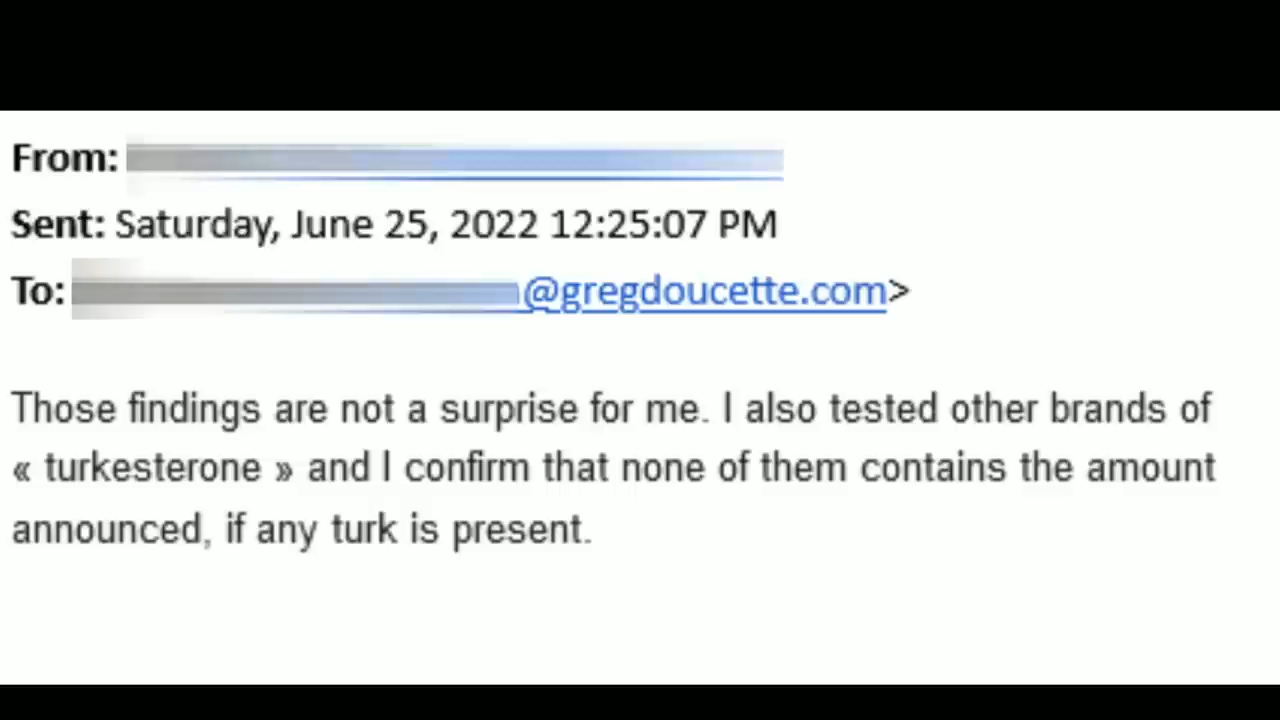 From:
Sent: Saturday, June 25, 2022 12:25:07 PM
To: @gregdoucette.com>
Those findings are not a surprise for me. I also tested other brands of
« turkesterone » and I confirm that none of them contains the amount
announced, if any turk is present.